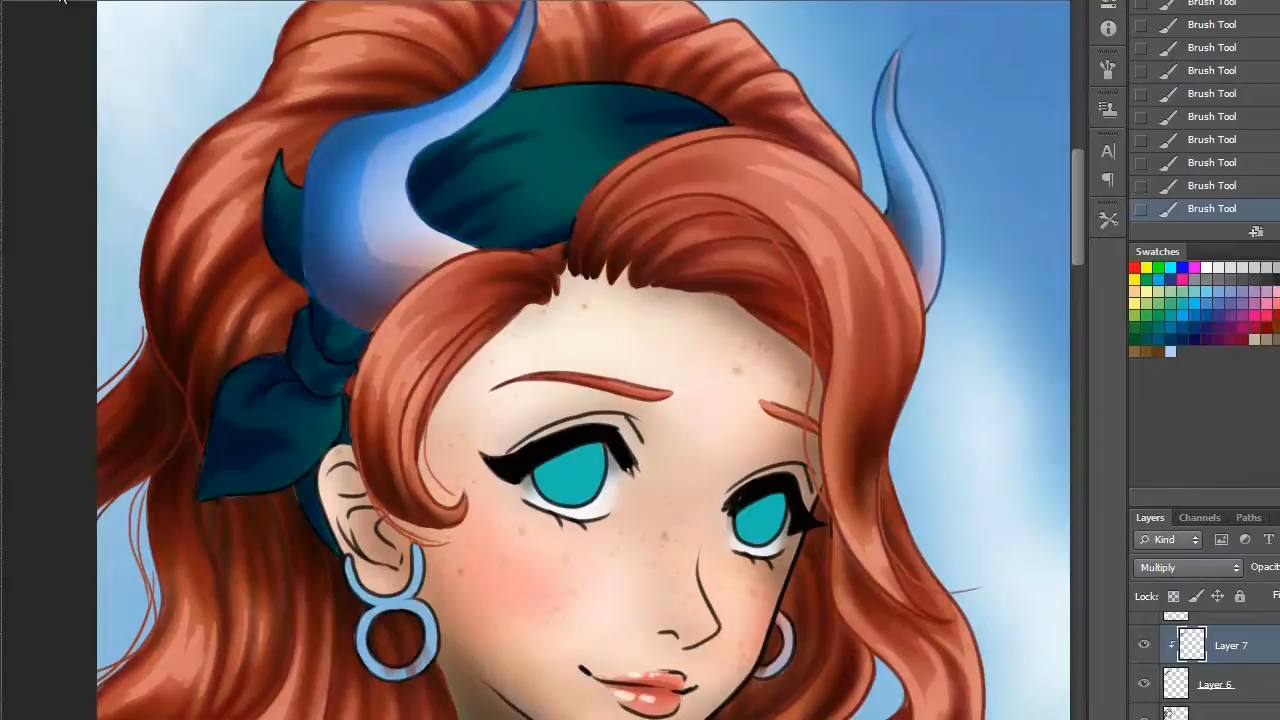 Brush Tool
Brush Tool
Brush Tool
Brush Tool
Brush Tool
Brush Tool
Brush Tool
Brush Tool
Brush Tool
Brush Tool
Swatches
Layers Channels Paths
Kind T
Multiply Opacit
Lock: Fi
Layer 7
Layer 6